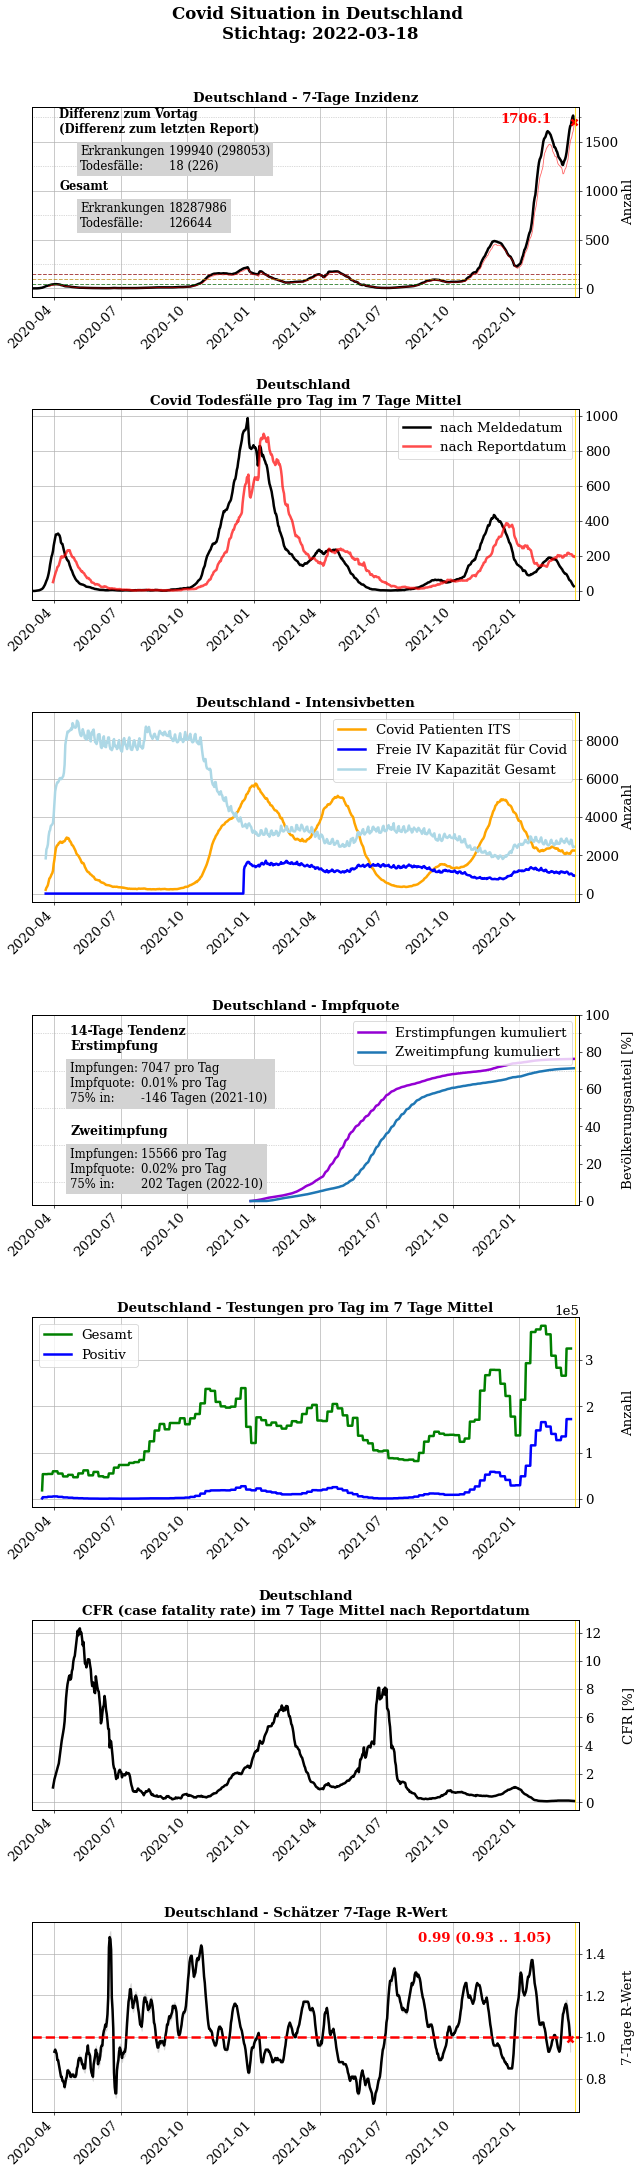 Covid Situation in Deutschland
Stichtag: 2022-03-18
Deutschland - 7-Tage Inzidenz
Differenz zum Vortag
(Differenz zum letzten Report)
Erkrankungen 199940 (298053)
Todesfälle: 18 (226)
Gesamt
Erkrankungen 18287986
Todesfälle: 126644
1706.1
1500
1000
500
0
Anzahl
2020-04 2020-07 2020-10 2021-01 2021-04 2021-07 2021-10 2022-01
Deutschland
Covid Todesfälle pro Tag im 7 Tage Mittel
nach Meldedatum
nach Reportdatum
1000
800
600
400
200
0
2020-04 2020-07 2020-10 2021-01 2021-04 2021-07 2021-10 2022-01
Deutschland - Intensivbetten
Covid Patienten ITS
Freie IV Kapazität für Covid
Freie IV Kapazität Gesamt
8000
6000
4000
2000
0
Anzahl
2020-04 2020-07 2020-10 2021-01 2021-04 2021-07 2021-10 2022-01
Deutschland - Impfquote
14-Tage Tendenz
Erstimpfung
Impfungen: 7047 pro Tag
Impfquote: 0.01% pro Tag
75% in: -146 Tagen (2021-10)
Zweitimpfung
Impfungen: 15566 pro Tag
Impfquote: 0.02% pro Tag
75% in: 202 Tagen (2022-10)
Erstimpfungen kumuliert
Zweitimpfung kumuliert
100
80
60
40
20
0
Bevölkerungsanteil [%]
2020-04 2020-07 2020-10 2021-01 2021-04 2021-07 2021-10 2022-01
Deutschland - Testungen pro Tag im 7 Tage Mittel
1e5
Gesamt
Positiv
3
2
1
0
Anzahl
2020-04 2020-07 2020-10 2021-01 2021-04 2021-07 2021-10 2022-01
Deutschland
CFR (case fatality rate) im 7 Tage Mittel nach Reportdatum
12
10
8
6
4
2
0
CFR [%]
2020-04 2020-07 2020-10 2021-01 2021-04 2021-07 2021-10 2022-01
Deutschland - Schätzer 7-Tage R-Wert
0.99 (0.93 .. 1.05)
1.4
1.2
1.0
0.8
7-Tage R-Wert
2020-04 2020-07 2020-10 2021-01 2021-04 2021-07 2021-10 2022-01